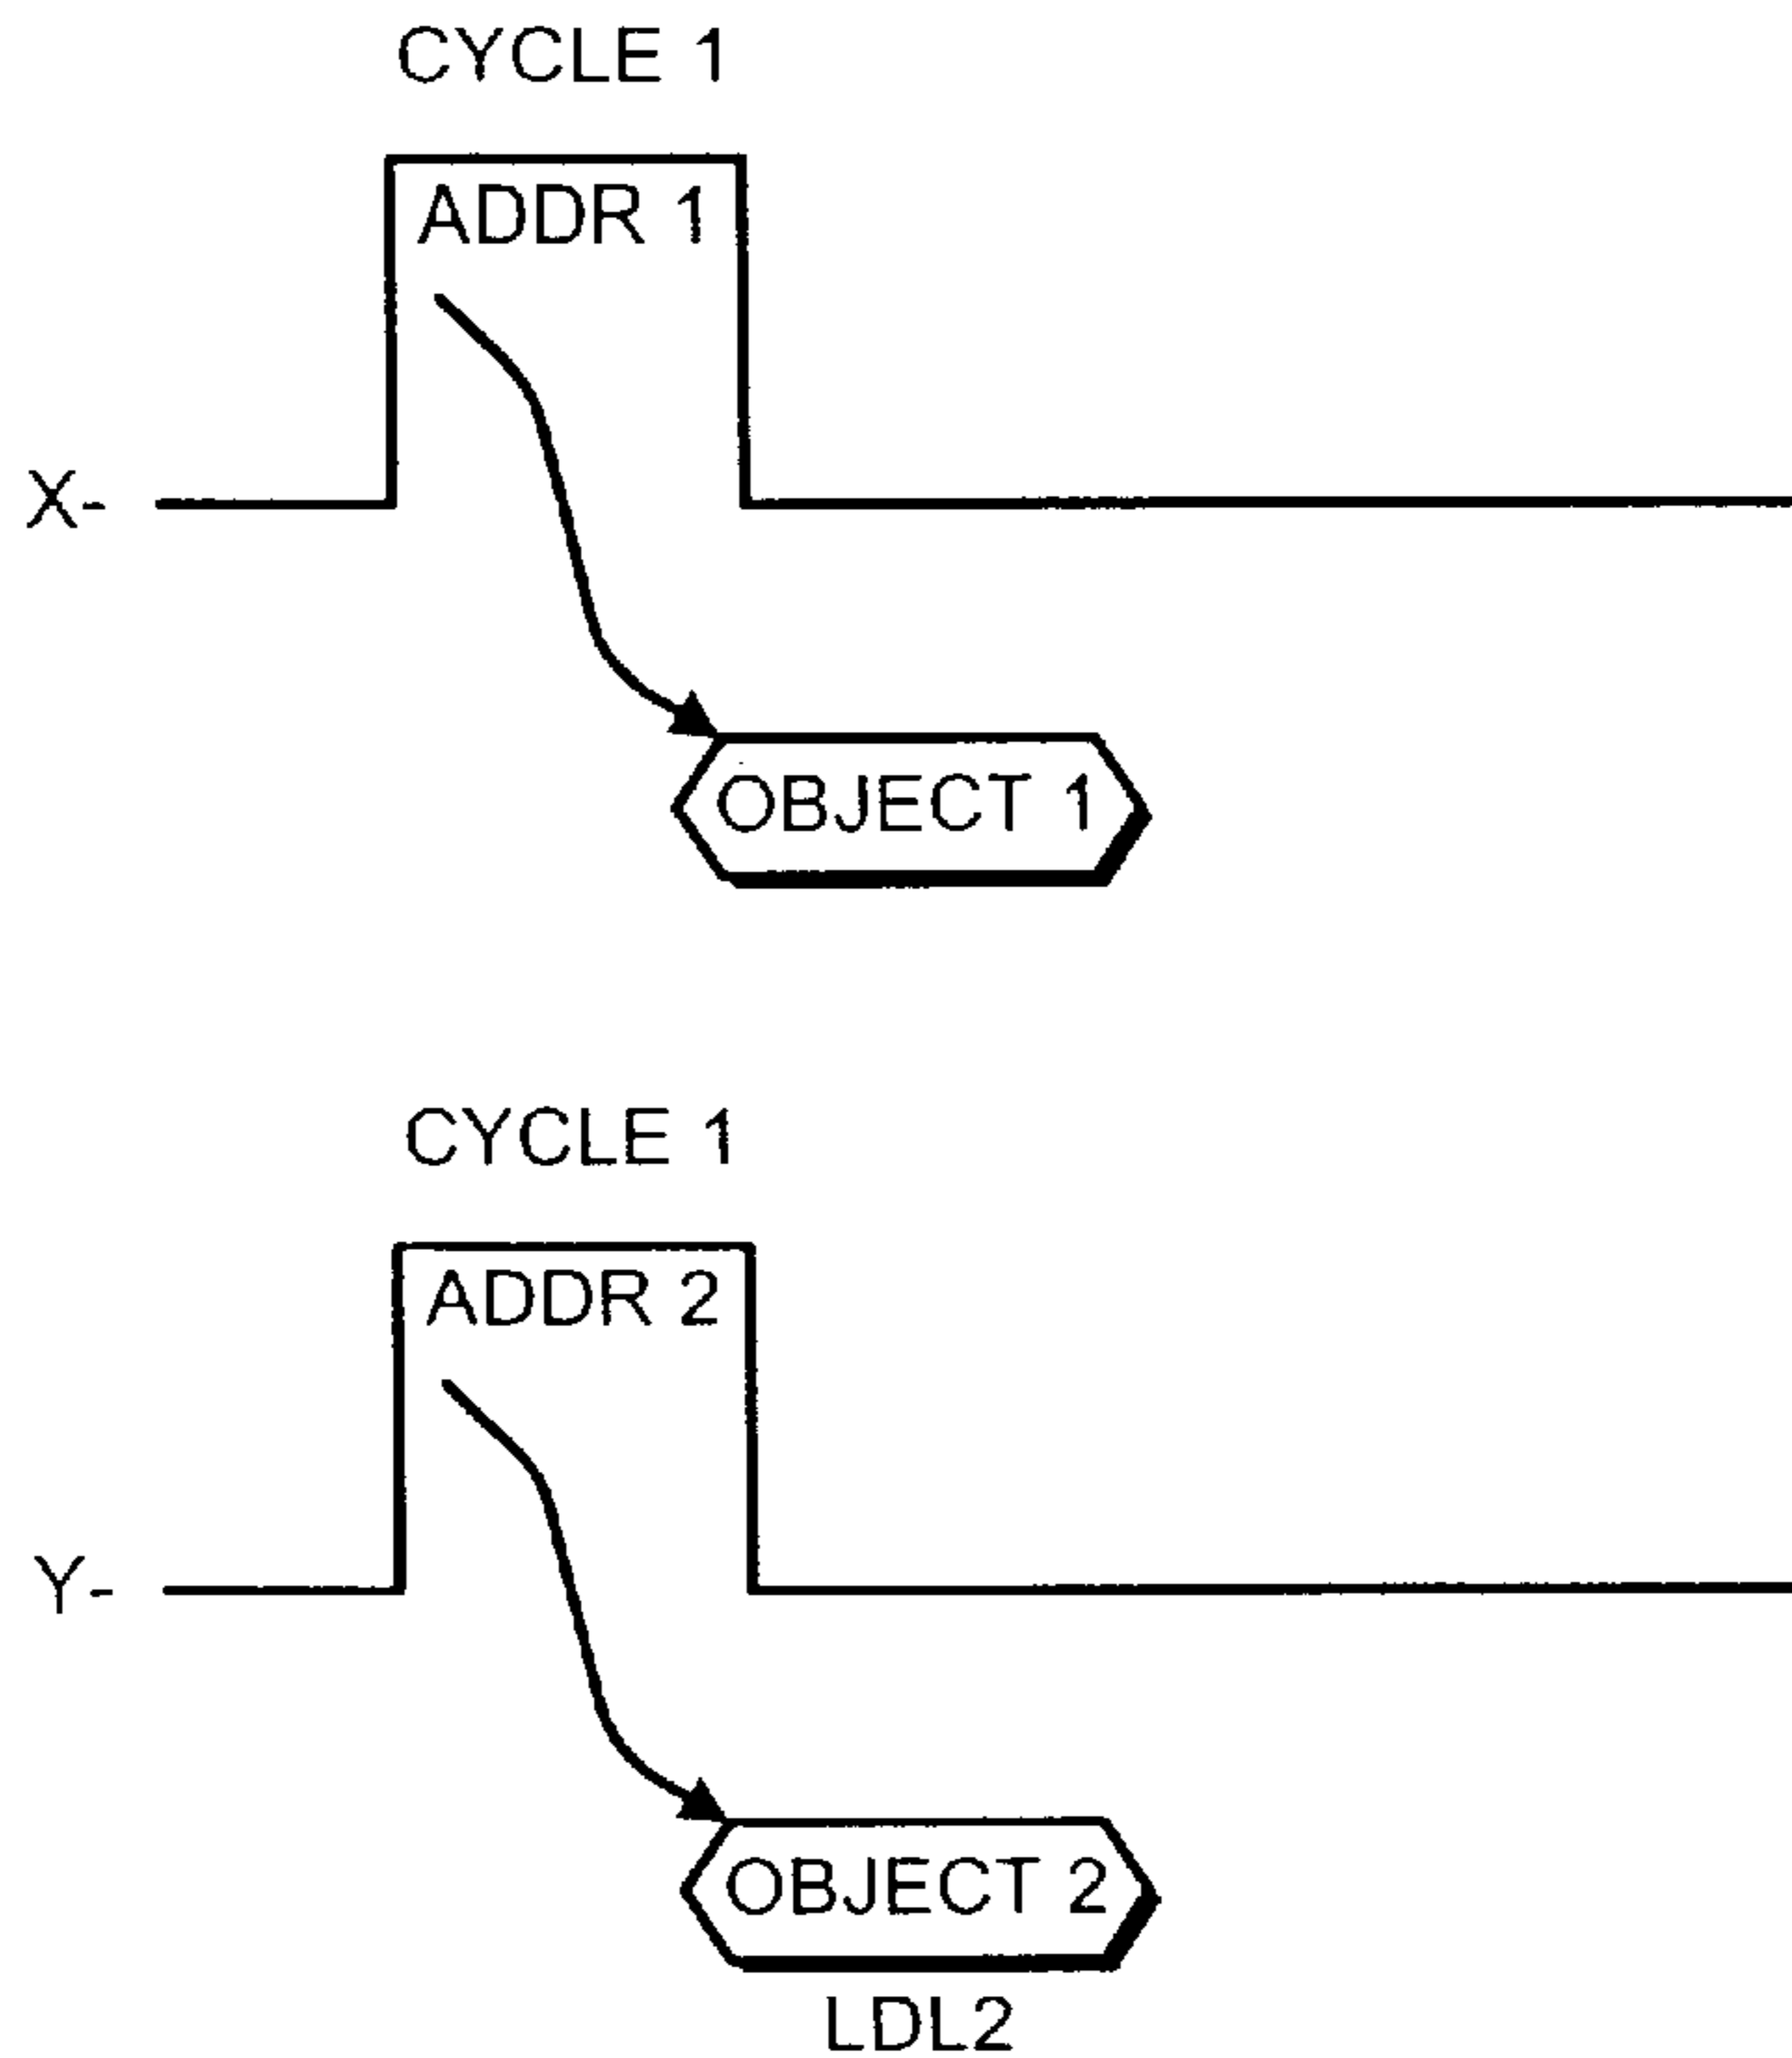 CYCLE 1
ADDR 1
X-
OBJECT 1
CYCLE 1
ADDR 2
Y-
OBJECT 2
LDL2